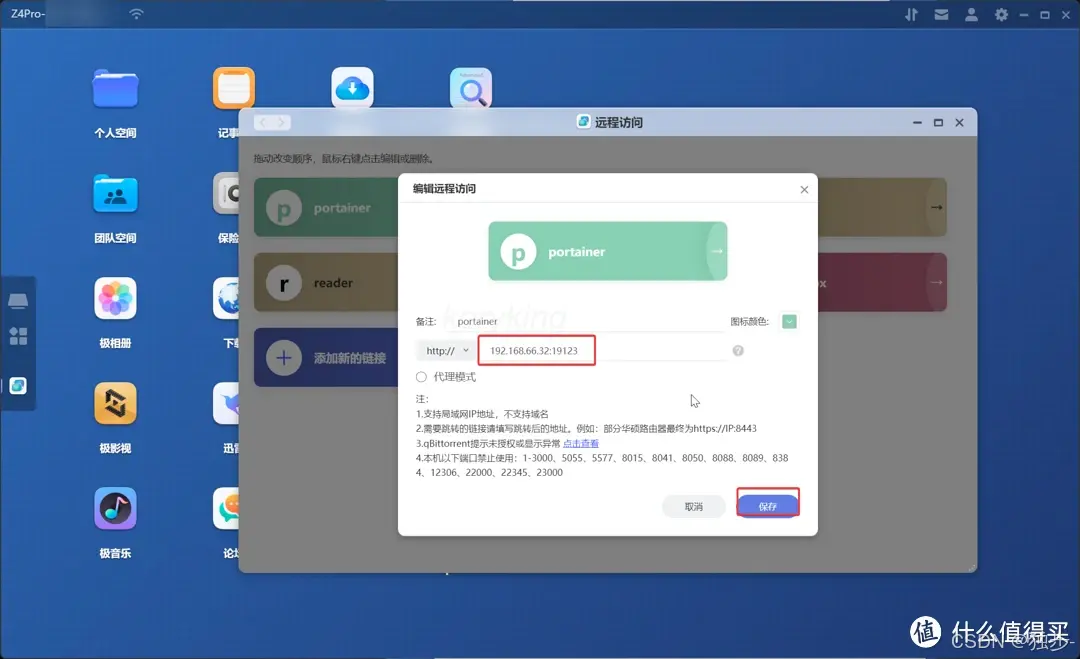 Z4Pro-
个人空间
记事
远程访问
拖动改变顺序，鼠标右键点击编辑或删除。
p portainer
编辑远程访问
团队空间
保险
p portainer
r reader
x
备注: portainer 图标颜色:
http:// 192.168.66.32:19123
添加新的链接
极相册
下载
代理模式
注:
1.支持局域网IP地址，不支持域名
2.需要跳转的链接请填写跳转后的地址。例如：部分华硕路由器最终为https://IP:8443
3.qBittorrent提示未授权或显示异常 点击查看
4.本机以下端口禁止使用：1-3000、5055、5577、8015、8041、8050、8088、8089、838
4、12306、22000、22345、23000
极影视
迅雷
取消 保存
极音乐
论坛
值 什么值得买
CSDN @独步-